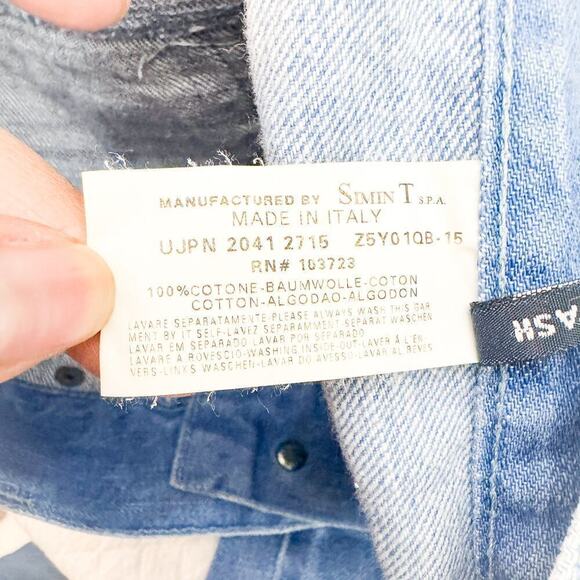 MANUFACTURED BY SIMINT S.P.A.
MADE IN ITALY
UJPN 2041 2715 Z5Y01QB-15
RN# 103723
100%COTONE-BAUMWOLLE-COTON
COTTON-ALGODAO-ALGODON
LAVARE SEPARATAMENTE-PLEASE ALWAYS WASH THIS GAR
MENT BY IT SELF-LAVEZ SEPARAMMENT SEPARAT WASCHEN
LAVAR EM SEPARADO LAVAR SEPARADO
LAVARE A ROVESCIO-WASHING INSIDE-OUT-LAVER A L'EN-
VERS-LINKS WASCHEN-LAVAR DO AVESSO-LAVAR AL REVES
ASH